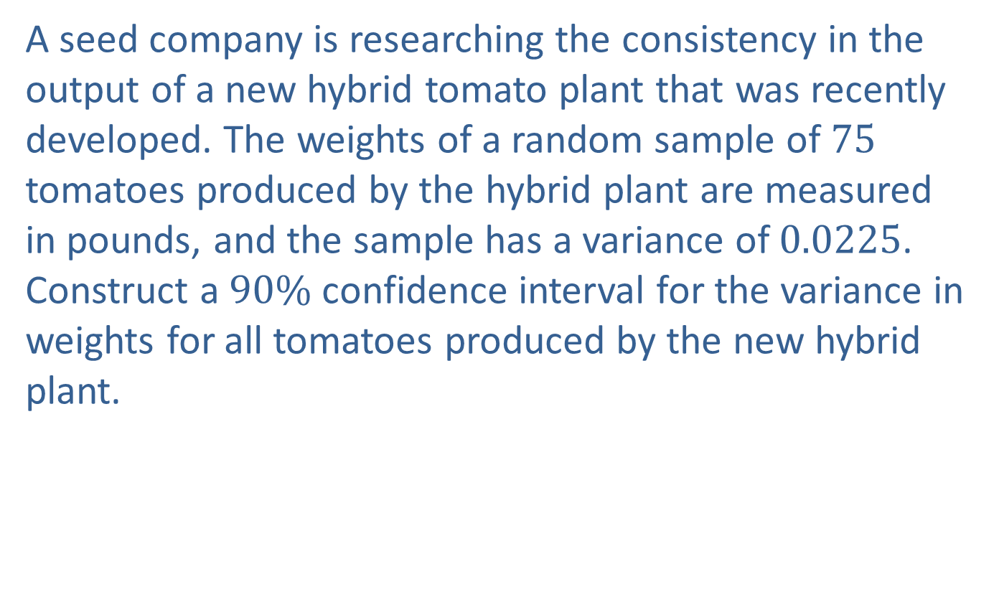 A seed company is researching the consistency in the
output of a new hybrid tomato plant that was recently
developed. The weights of a random sample of 75
tomatoes produced by the hybrid plant are measured
in pounds, and the sample has a variance of 0.0225.
Construct a 90% confidence interval for the variance in
weights for all tomatoes produced by the new hybrid
plant.